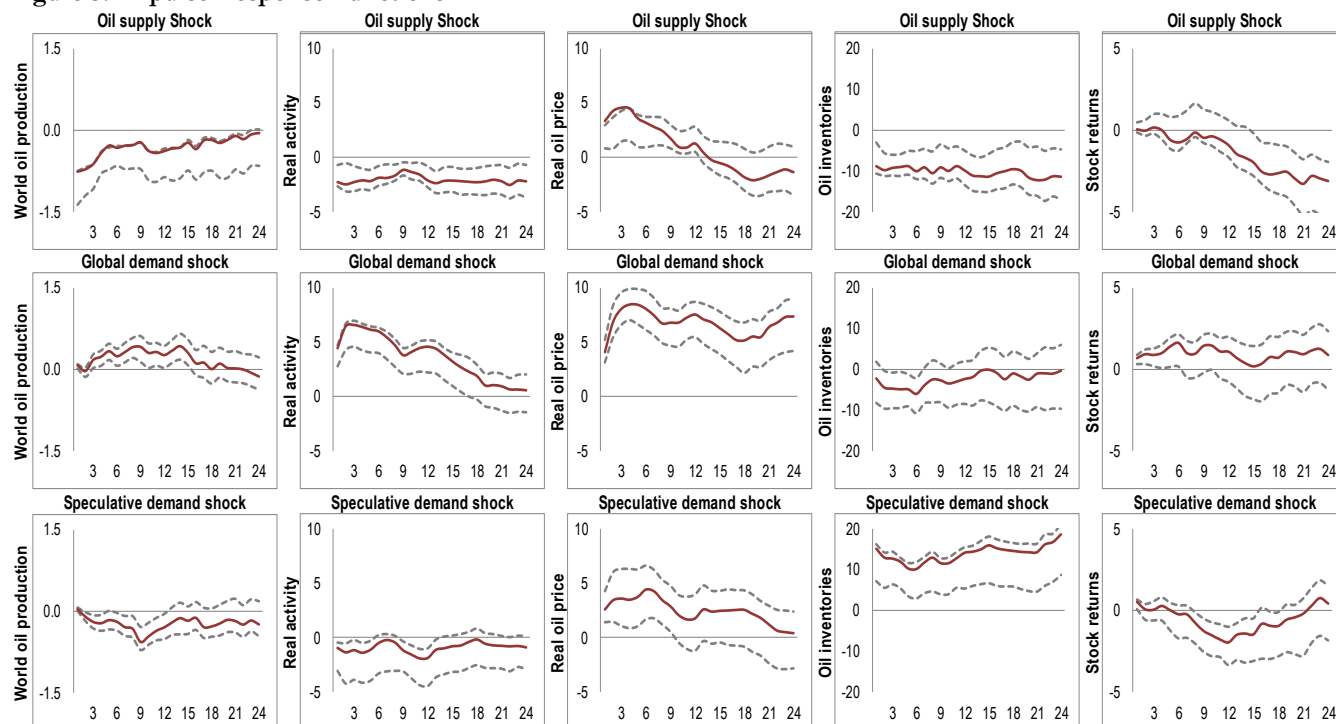 Oil supply Shock Oil supply Shock Oil supply Shock Oil supply Shock Oil supply Shock
World oil production
1.5
0.0
-1.5
3 6 9 12 15 18 21 24
Real activity
10
5
0
-5
3 6 9 12 15 18 21 24
Real oil price
10
5
0
-5
3 6 9 12 15 18 21 24
Oil inventories
20
10
0
-10
-20
3 6 9 12 15 18 21 24
Stock returns
5
0
-5
3 6 9 12 15 18 21 24
Global demand shock Global demand shock Global demand shock Global demand shock Global demand shock
World oil production
1.5
0.0
-1.5
3 6 9 12 15 18 21 24
Real activity
10
5
0
-5
3 6 9 12 15 18 21 24
Real oil price
10
5
0
-5
3 6 9 12 15 18 21 24
Oil inventories
20
10
0
-10
-20
3 6 9 12 15 18 21 24
Stock returns
5
0
-5
3 6 9 12 15 18 21 24
Speculative demand shock Speculative demand shock Speculative demand shock Speculative demand shock Speculative demand shock
World oil production
1.5
0.0
-1.5
3 6 9 12 15 18 21 24
Real activity
10
5
0
-5
3 6 9 12 15 18 21 24
Real oil price
10
5
0
-5
3 6 9 12 15 18 21 24
Oil inventories
20
10
0
-10
-20
3 6 9 12 15 18 21 24
Stock returns
5
0
-5
3 6 9 12 15 18 21 24